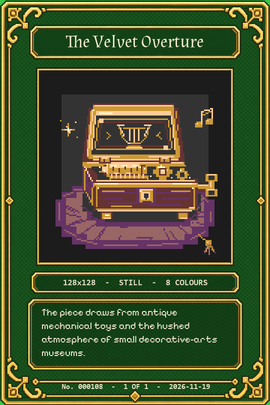 The Velvet Overture
128x128 - STILL - 8 COLOURS
The piece draws from antique
mechanical toys and the hushed
atmosphere of small decorative-arts
museums.
No. 000108 - 1 OF 1 - 2026-11-19